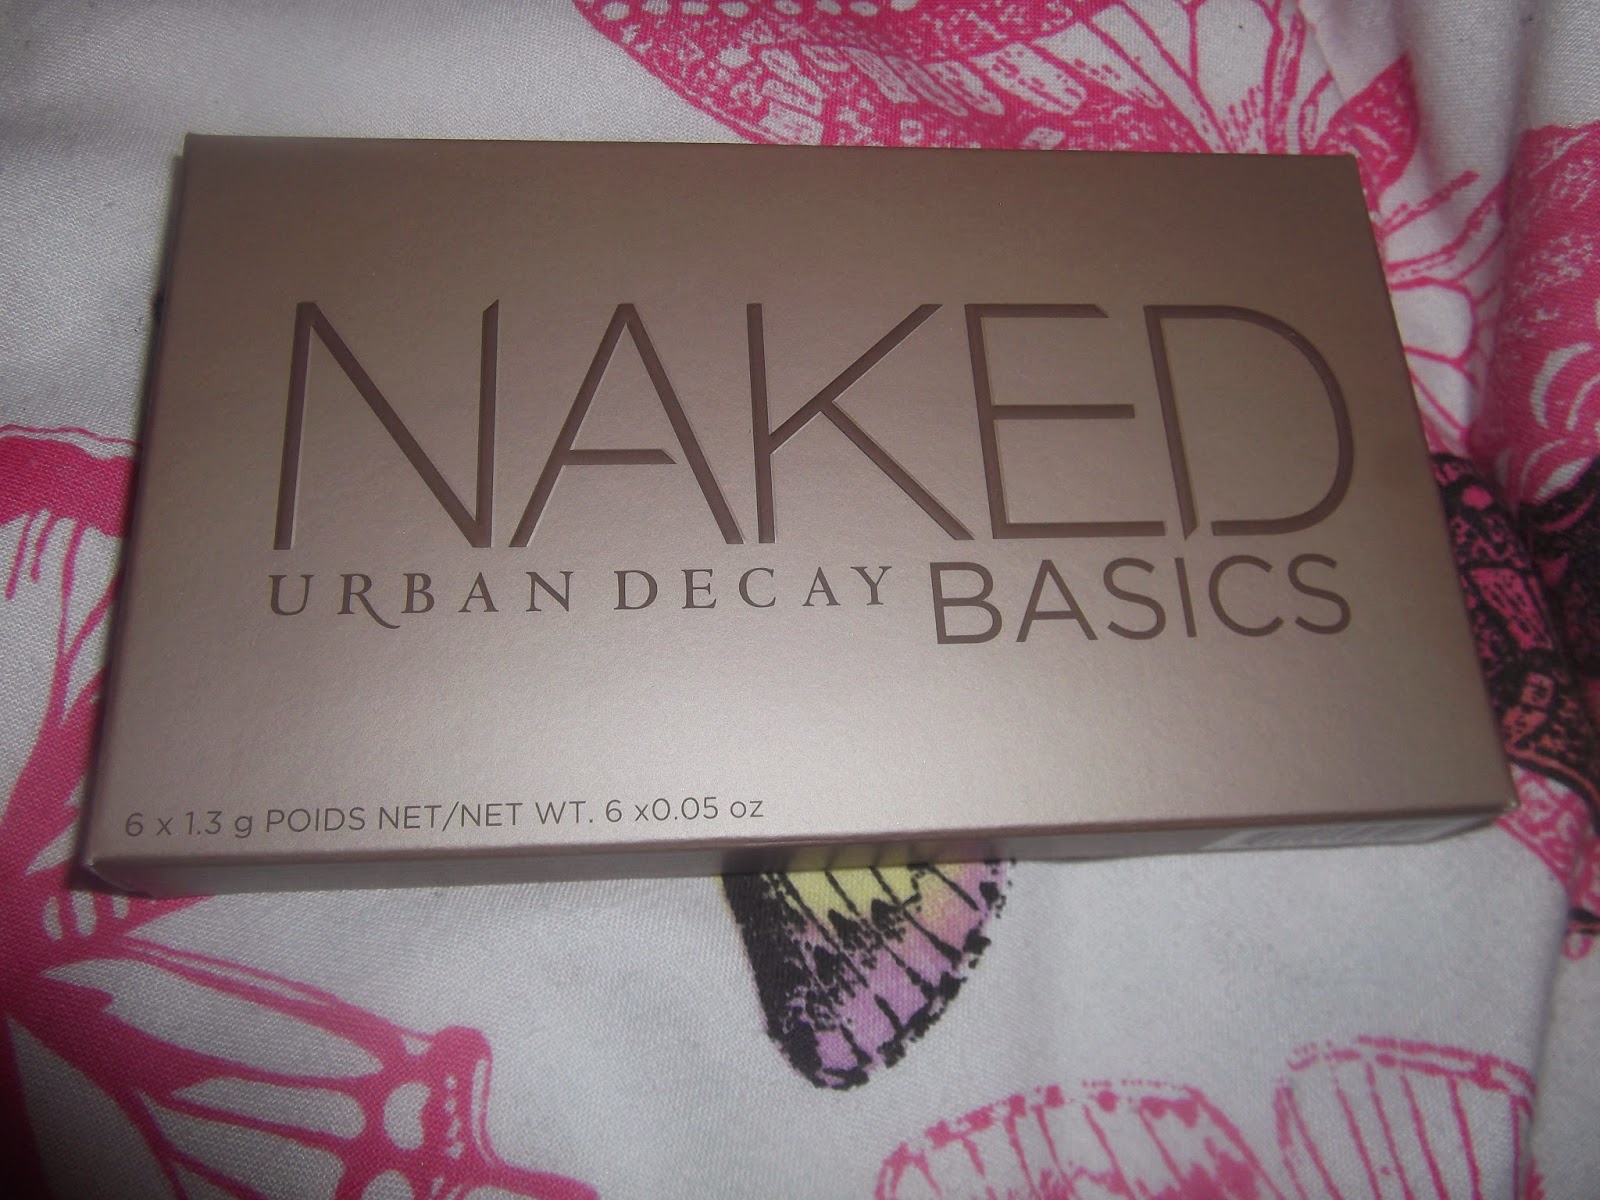 NAKED
URBAN DECAY BASICS
6 x 1.3 g POIDS NET/NET WT. 6 x0.05 oz